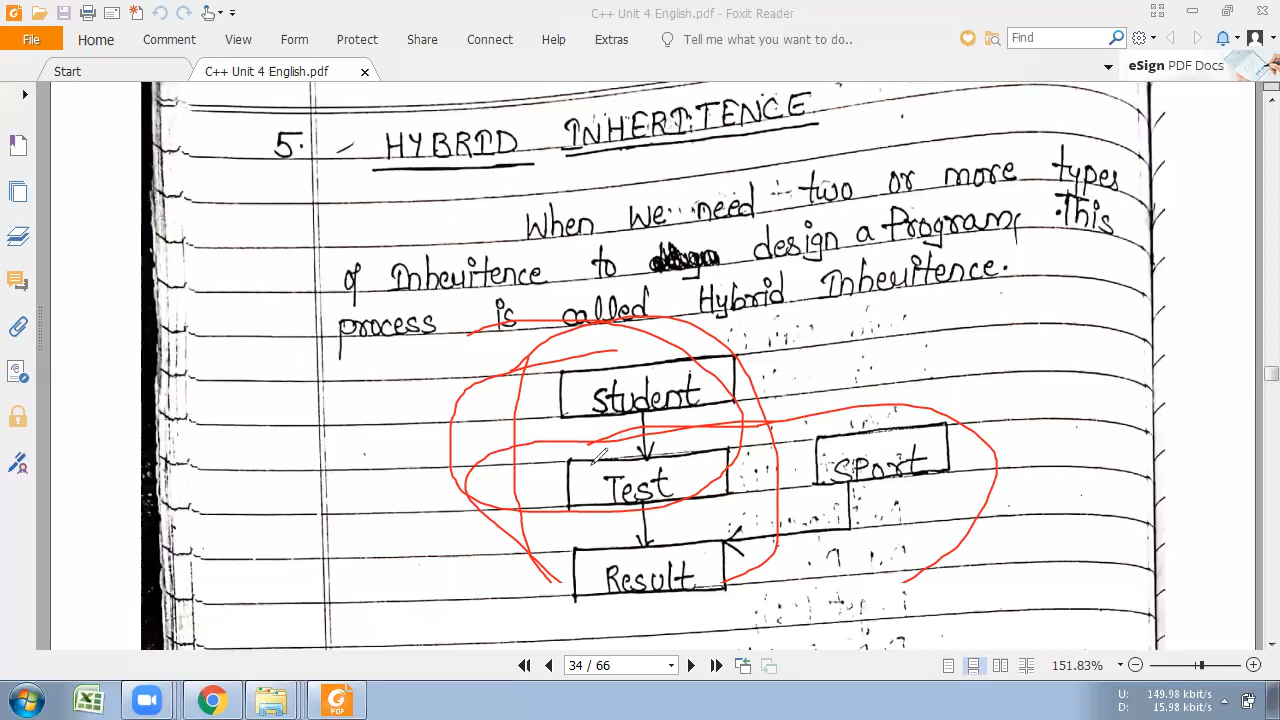 C++ Unit 4 English.pdf - Foxit Reader
File Home Comment View Form Protect Share Connect Help Extras Tell me what you want to do.. Find
Start C++ Unit 4 English.pdf eSign PDF Docs
5. HYBRID INHERITENCE
When we need two or more types
of Inheritence to design a Program, This
process is called Hybrid Inheritence.
Student
Test
Sport
Result
34 / 66 151.83%
U: 149.98 kbit/s
D: 15.98 kbit/s